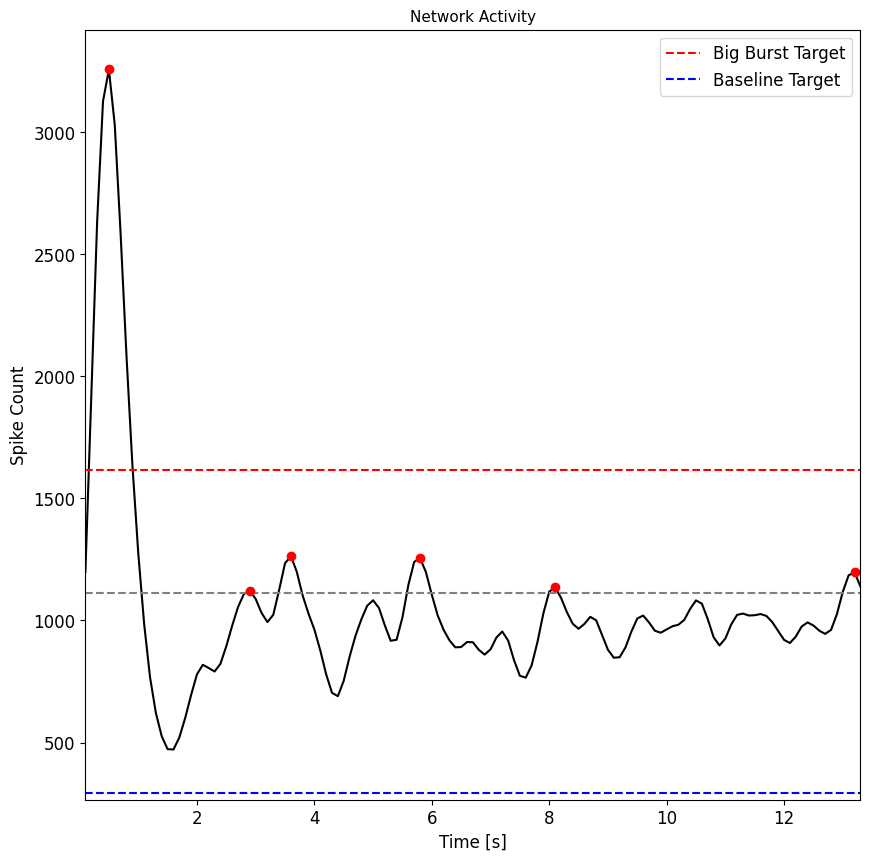 Network Activity
Big Burst Target
Baseline Target
Spike Count
3000
2500
2000
1500
1000
500
2 4 6 8 10 12
Time [s]